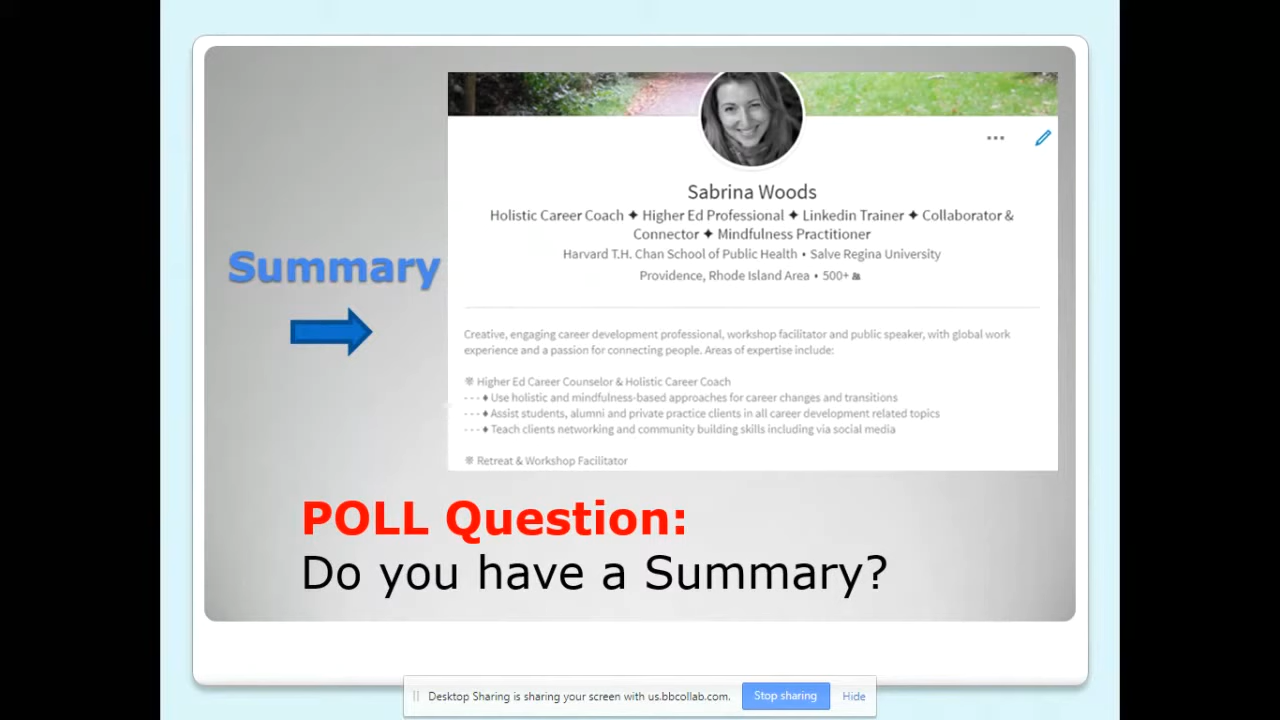 Summary
Sabrina Woods
Holistic Career Coach ✦ Higher Ed Professional ✦ Linkedin Trainer ✦ Collaborator &
Connector ✦ Mindfulness Practitioner
Harvard T.H. Chan School of Public Health • Salve Regina University
Providence, Rhode Island Area • 500+
Creative, engaging career development professional, workshop facilitator and public speaker, with global work
experience and a passion for connecting people. Areas of expertise include:
※ Higher Ed Career Counselor & Holistic Career Coach
- - - ♦ Use holistic and mindfulness-based approaches for career changes and transitions
- - - ♦ Assist students, alumni and private practice clients in all career development related topics
- - - ♦ Teach clients networking and community building skills including via social media
※ Retreat & Workshop Facilitator
POLL Question:
Do you have a Summary?
Desktop Sharing is sharing your screen with us.bbcollab.com. Stop sharing Hide